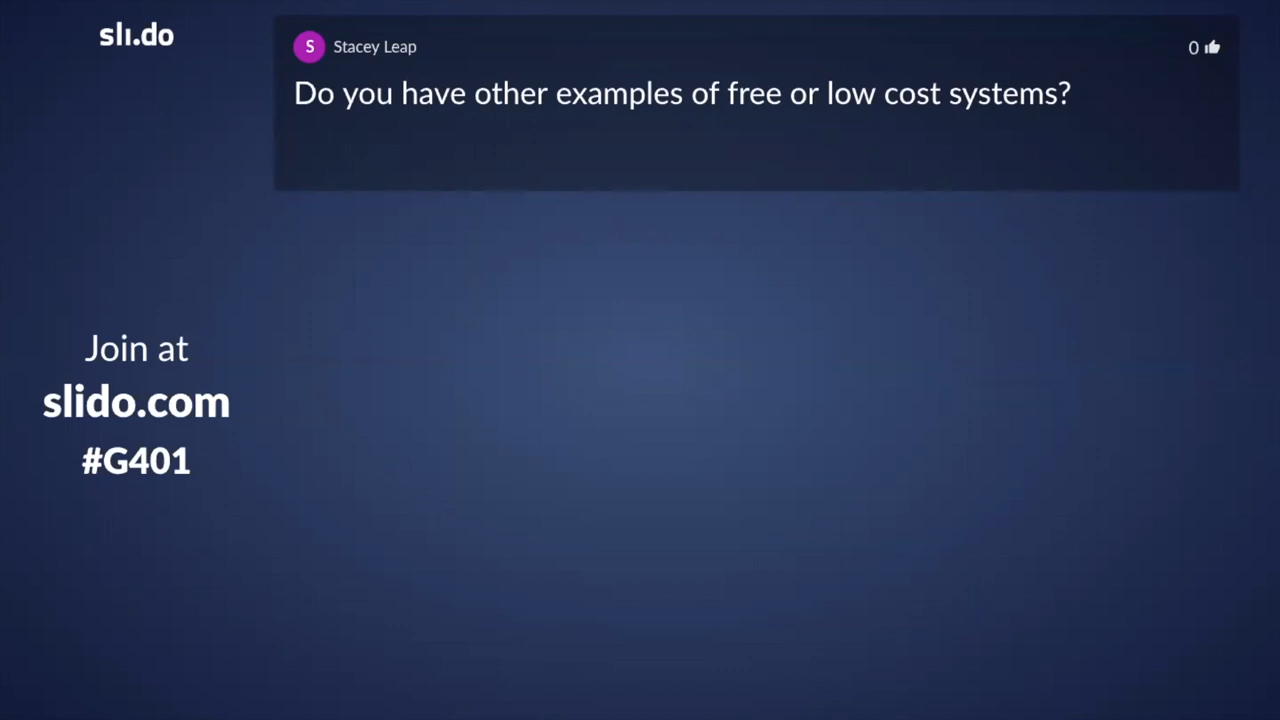 sli.do
S Stacey Leap 0
Do you have other examples of free or low cost systems?
Join at
slido.com
#G401